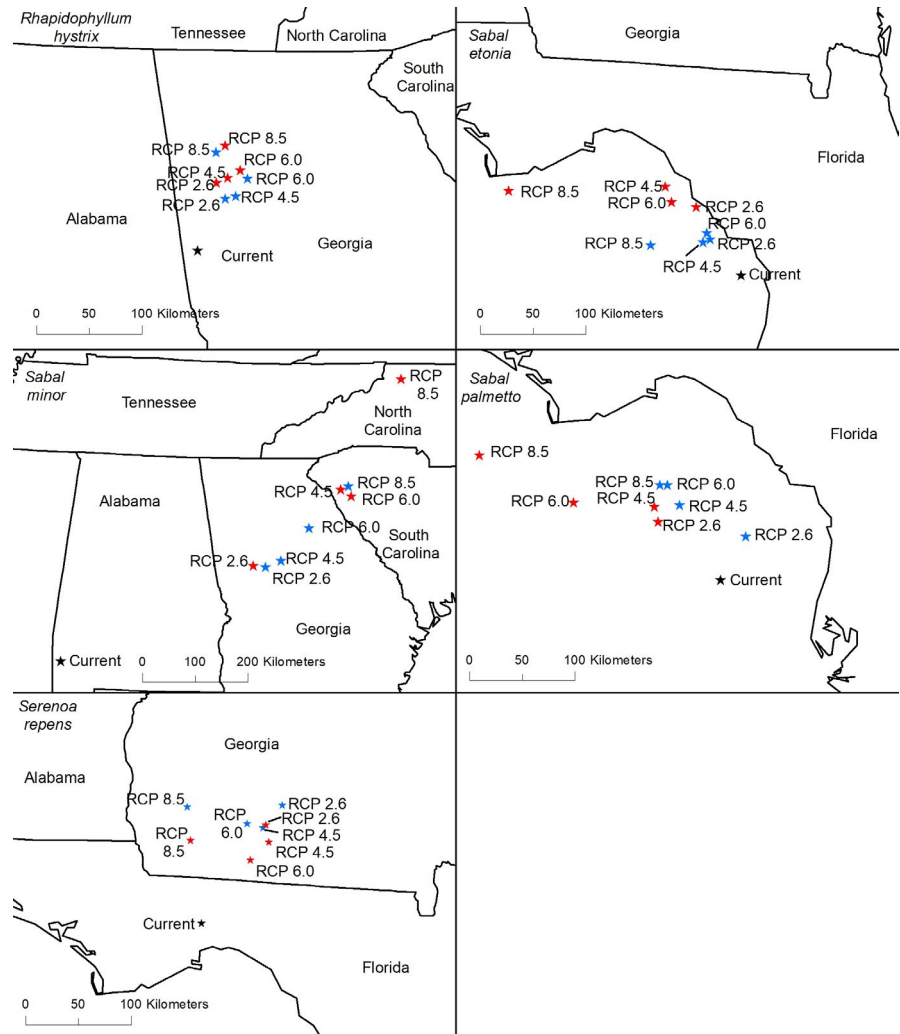 Rhapidophyllum
hystrix
Tennessee
North Carolina
South
Carolina
RCP 8.5
RCP 8.5
RCP 6.0
RCP 4.5
RCP 6.0
RCP 2.6
RCP 4.5
RCP 2.6
Alabama
Georgia
Current
0 50 100 Kilometers
Sabal
etonia
Georgia
Florida
RCP 8.5
RCP 4.5
RCP 6.0
RCP 2.6
RCP 6.0
RCP 8.5
RCP 2.6
RCP 4.5
Current
0 50 100 Kilometers
Sabal
minor
Tennessee
RCP
8.5
North
Carolina
Alabama
RCP 8.5
RCP 4.5
RCP 6.0
RCP 6.0
South
Carolina
RCP 4.5
RCP 2.6
RCP 2.6
Georgia
Current
0 100 200 Kilometers
Sabal
palmetto
Florida
RCP 8.5
RCP 8.5
RCP 6.0
RCP 6.0
RCP 4.5
RCP 4.5
RCP 2.6
RCP 2.6
Current
0 50 100 Kilometers
Serenoa
repens
Georgia
Alabama
RCP 8.5
RCP 2.6
RCP
6.0
RCP 2.6
RCP 4.5
RCP
8.5
RCP 4.5
RCP 6.0
Current
Florida
0 50 100 Kilometers